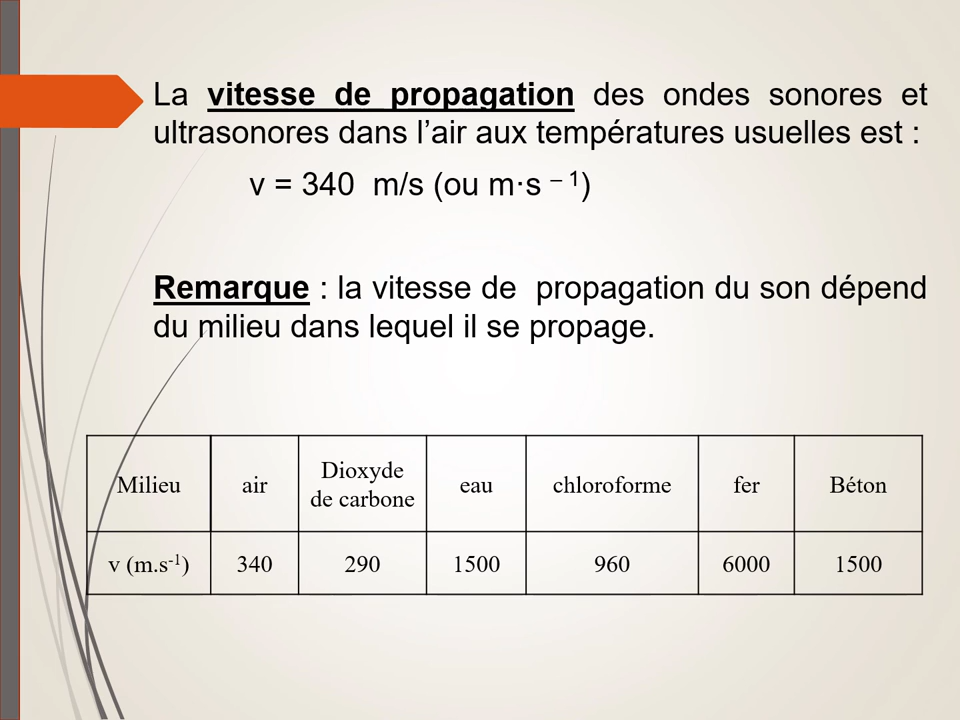 La vitesse de propagation des ondes sonores et
ultrasonores dans l’air aux températures usuelles est :
v = 340 m/s (ou m·s – 1)
Remarque : la vitesse de propagation du son dépend
du milieu dans lequel il se propage.
Milieu air Dioxyde de carbone eau chloroforme fer Béton
v (m.s-1) 340 290 1500 960 6000 1500